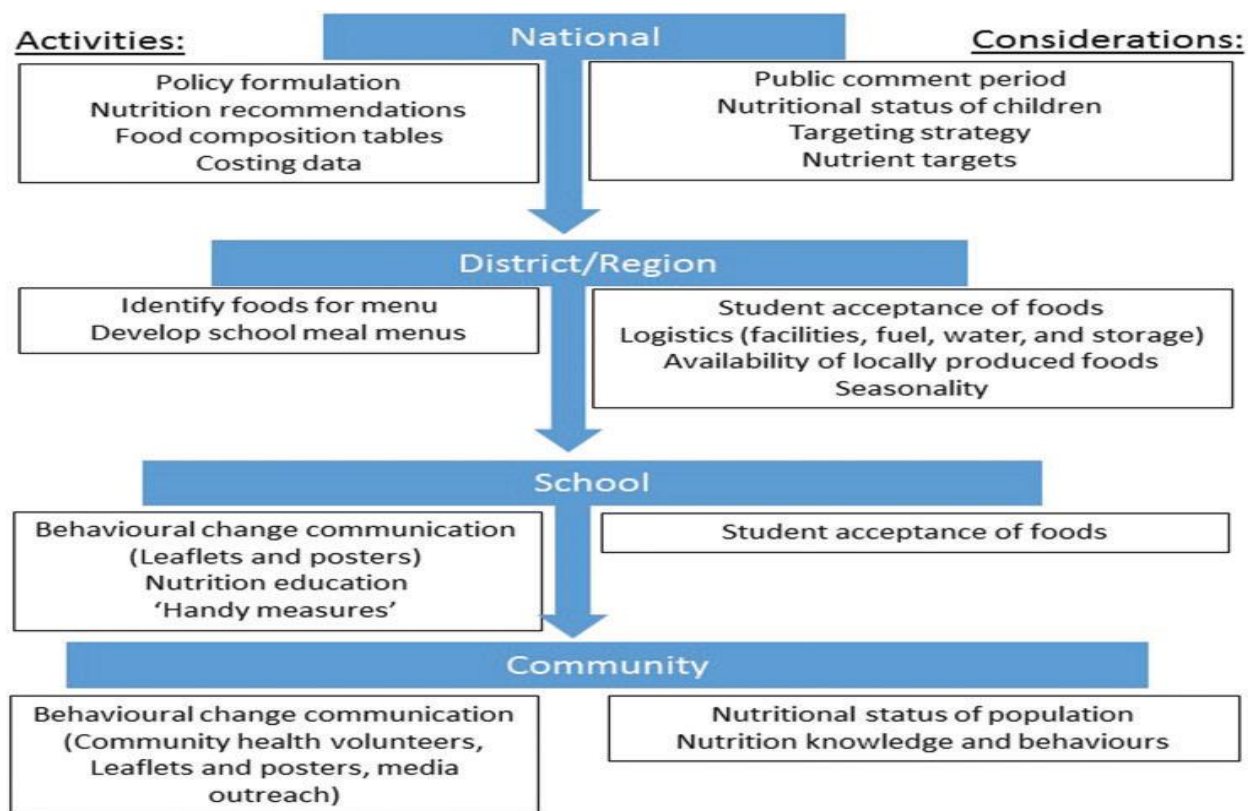 Activities:
National
Considerations:
Policy formulation
Nutrition recommendations
Food composition tables
Costing data
Public comment period
Nutritional status of children
Targeting strategy
Nutrient targets
District/Region
Identify foods for menu
Develop school meal menus
Student acceptance of foods
Logistics (facilities, fuel, water, and storage)
Availability of locally produced foods
Seasonality
School
Behavioural change communication
(Leaflets and posters)
Nutrition education
‘Handy measures’
Student acceptance of foods
Community
Behavioural change communication
(Community health volunteers,
Leaflets and posters, media
outreach)
Nutritional status of population
Nutrition knowledge and behaviours